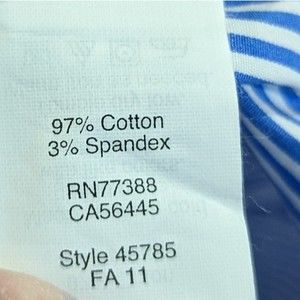 97% Cotton
3% Spandex
RN77388
CA56445
Style 45785
FA 11